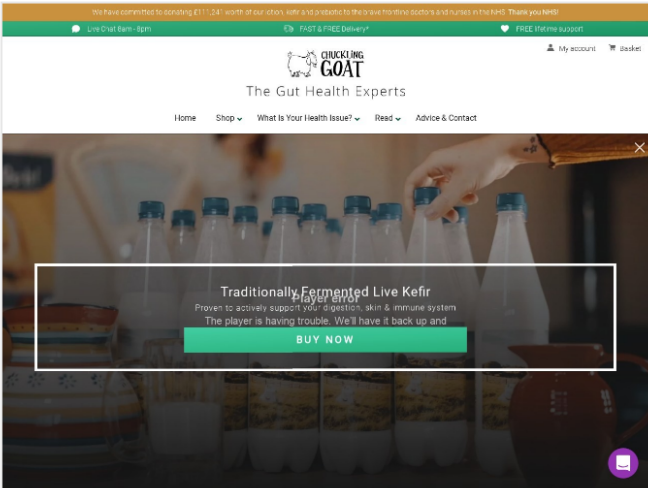 We have committed to donating £111,241 worth of our lotion, kefir and probiotic to the brave frontline doctors and nurses in the NHS. Thank you NHS!
Live Chat 8am-8pm
FAST & FREE Delivery*
FREE lifetime support
My account
Basket
CHUCKLING
GOAT
The Gut Health Experts
Home
Shop
What Is Your Health Issue?
Read
Advice & Contact
Traditionally Fermented Live Kefir
Player error
Proven to actively support your digestion, skin & immune system
The player is having trouble. We'll have it back up and
BUY NOW